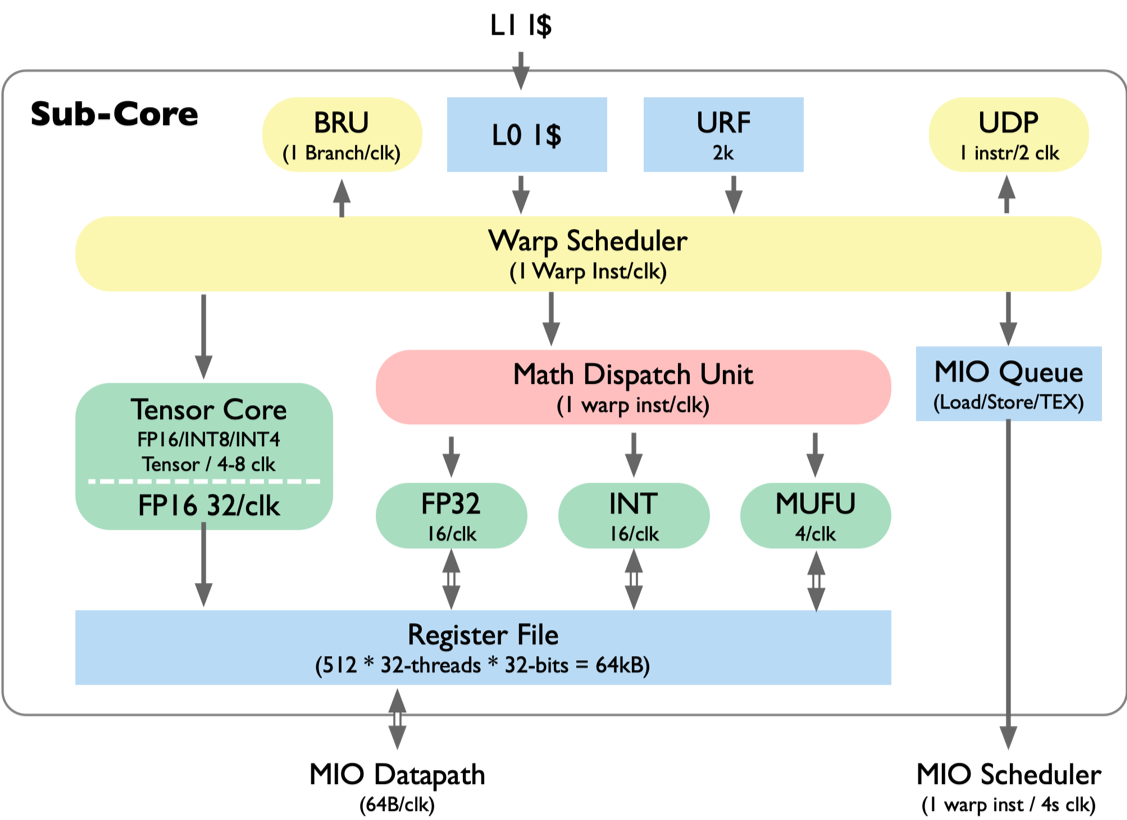 L1 I$
Sub-Core
BRU
(1 Branch/clk)
L0 1$
URF
2k
UDP
1 instr/2 clk
Warp Scheduler
(1 Warp Inst/clk)
Math Dispatch Unit
(1 warp inst/clk)
MIO Queue
(Load/Store/TEX)
Tensor Core
FP16/INT8/INT4
Tensor / 4-8 clk
FP16 32/clk
FP32
16/clk
INT
16/clk
MUFU
4/clk
Register File
(512 * 32-threads * 32-bits = 64kB)
MIO Datapath
(64B/clk)
MIO Scheduler
(1 warp inst / 4s clk)